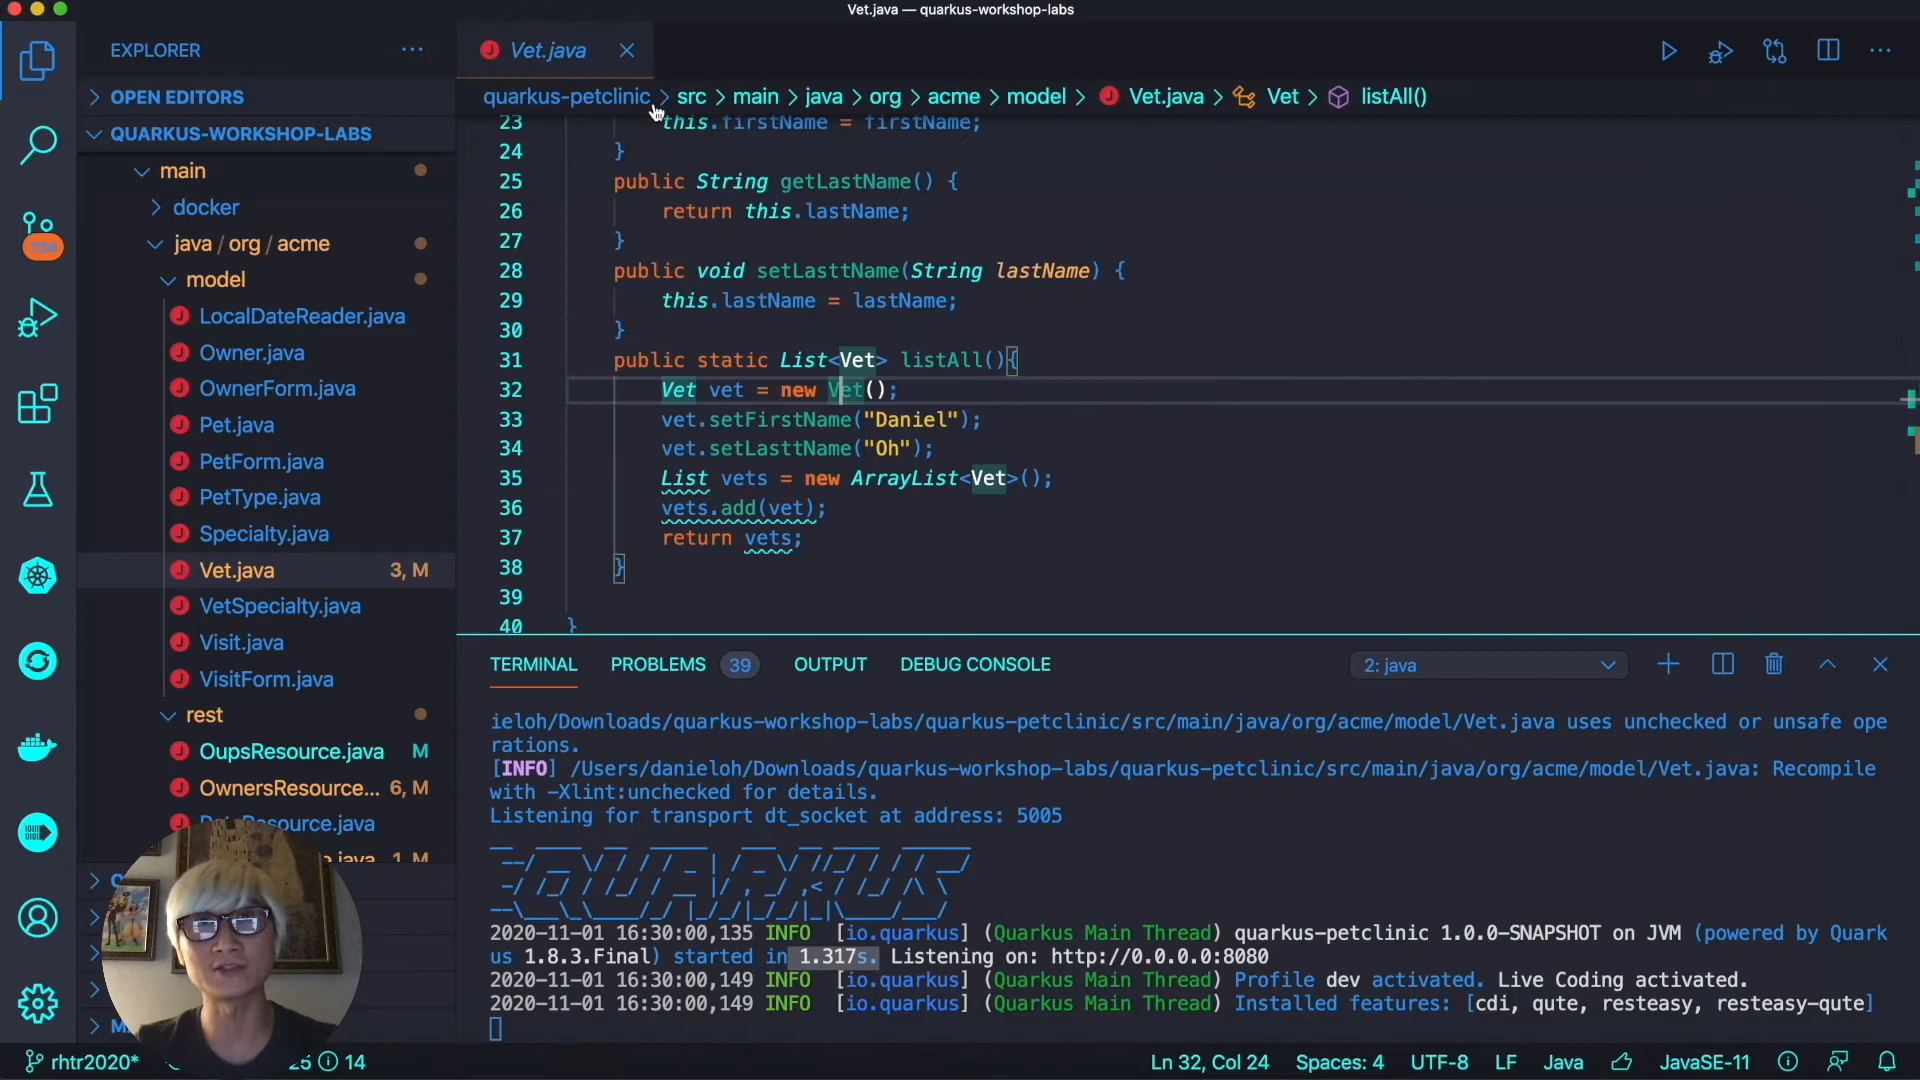 Vet.java — quarkus-workshop-labs
EXPLORER
OPEN EDITORS
QUARKUS-WORKSHOP-LABS
main
docker
java / org / acme
model
LocalDateReader.java
Owner.java
OwnerForm.java
Pet.java
PetForm.java
PetType.java
Specialty.java
Vet.java 3, M
VetSpecialty.java
Visit.java
VisitForm.java
rest
OupsResource.java M
OwnersResource... 6, M
1, M
Vet.java
quarkus-petclinic > src > main > java > org > acme > model > Vet.java > Vet > listAll()
23 this.firstName = firstName;
24 }
25 public String getLastName() {
26 return this.lastName;
27 }
28 public void setLasttName(String lastName) {
29 this.lastName = lastName;
30 }
31 public static List<Vet> listAll(){
32 Vet vet = new Vet();
33 vet.setFirstName("Daniel");
34 vet.setLasttName("Oh");
35 List vets = new ArrayList<Vet>();
36 vets.add(vet);
37 return vets;
38 }
39
40 }
TERMINAL PROBLEMS 39 OUTPUT DEBUG CONSOLE 2: java
ieloh/Downloads/quarkus-workshop-labs/quarkus-petclinic/src/main/java/org/acme/model/Vet.java uses unchecked or unsafe ope
rations.
[INFO] /Users/danieloh/Downloads/quarkus-workshop-labs/quarkus-petclinic/src/main/java/org/acme/model/Vet.java: Recompile
with -Xlint:unchecked for details.
Listening for transport dt_socket at address: 5005
QUARKUS
2020-11-01 16:30:00,135 INFO [io.quarkus] (Quarkus Main Thread) quarkus-petclinic 1.0.0-SNAPSHOT on JVM (powered by Quark
us 1.8.3.Final) started in 1.317s. Listening on: http://0.0.0.0:8080
2020-11-01 16:30:00,149 INFO [io.quarkus] (Quarkus Main Thread) Profile dev activated. Live Coding activated.
2020-11-01 16:30:00,149 INFO [io.quarkus] (Quarkus Main Thread) Installed features: [cdi, qute, resteasy, resteasy-qute]
rhtr2020* 14 Ln 32, Col 24 Spaces: 4 UTF-8 LF Java JavaSE-11